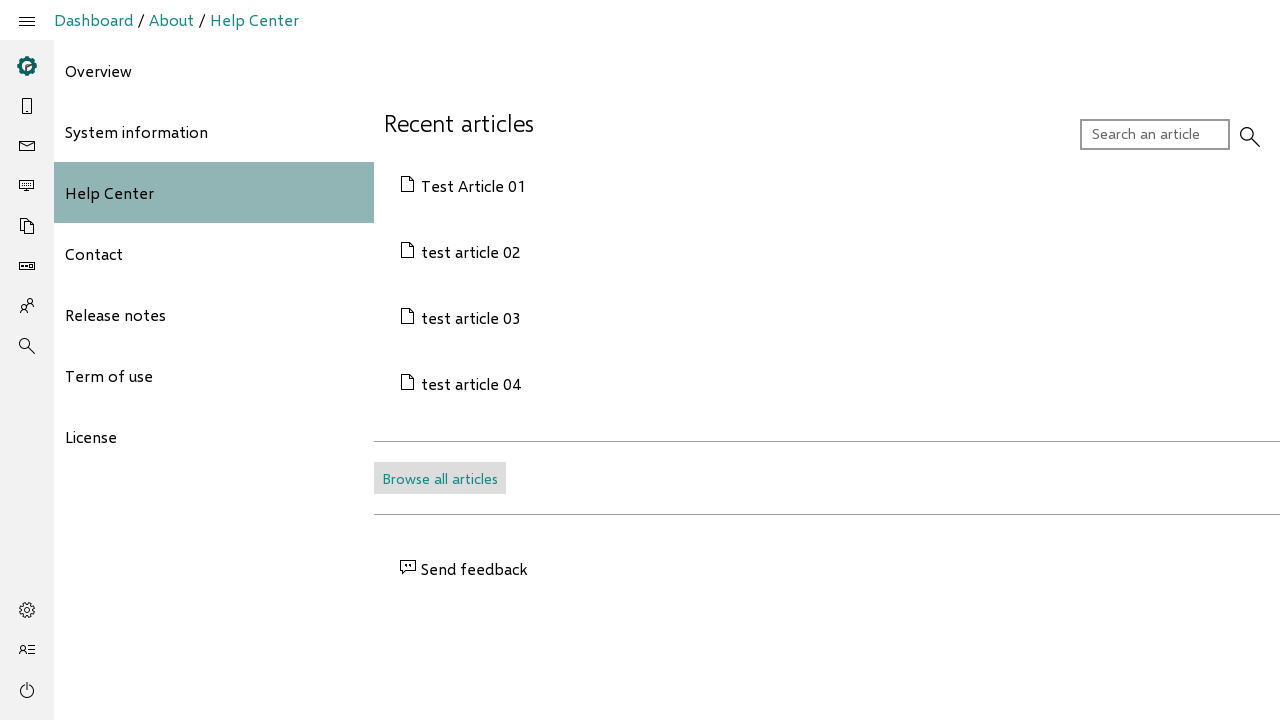 Dashboard / About / Help Center
Overview
System information
Help Center
Contact
Release notes
Term of use
License
Recent articles
Search an article
Test Article 01
test article 02
test article 03
test article 04
Browse all articles
Send feedback